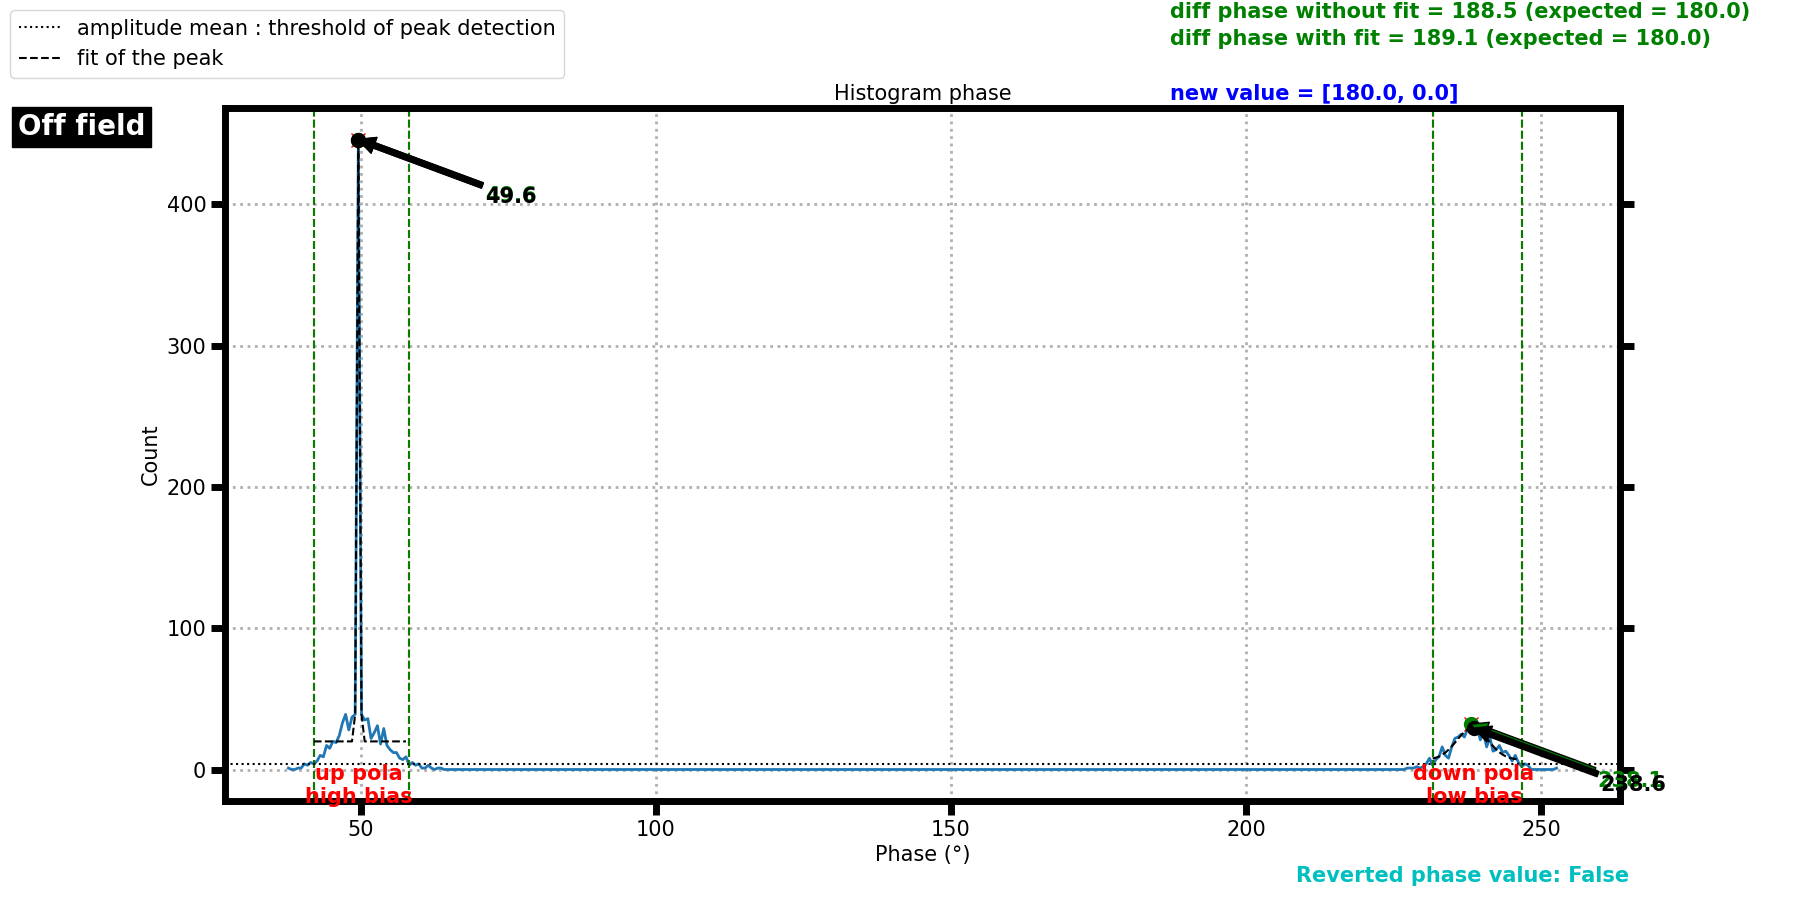 amplitude mean : threshold of peak detection
fit of the peak
diff phase without fit = 188.5 (expected = 180.0)
diff phase with fit = 189.1 (expected = 180.0)
new value = [180.0, 0.0]
Histogram phase
Off field
49.6
400
300
200
100
0
Count
up pola
high bias
down pola
low bias
238.6
50
100
150
200
250
Phase (°)
Reverted phase value: False